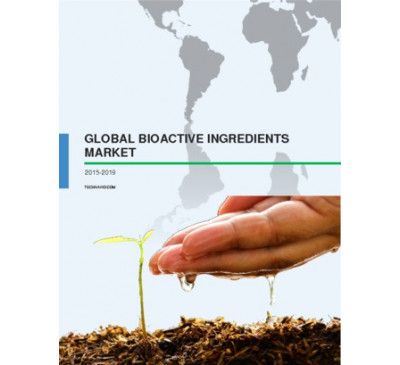 GLOBAL BIOACTIVE INGREDIENTS
MARKET
2015-2019
TECHNAVIO.COM